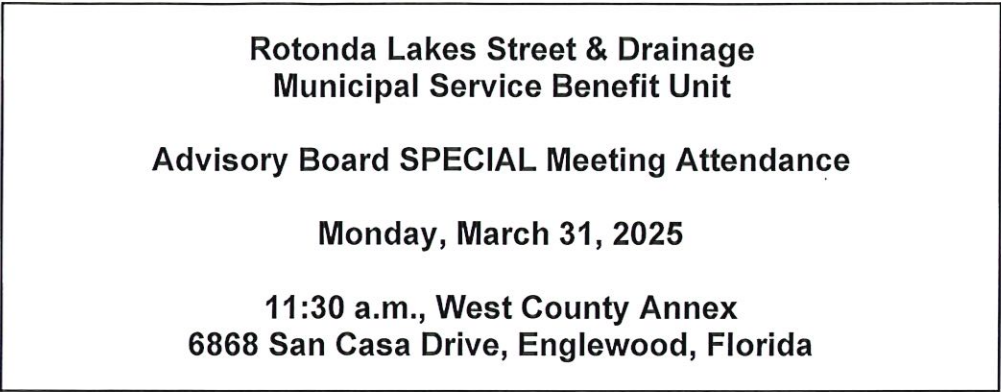 Rotonda Lakes Street & Drainage
Municipal Service Benefit Unit
Advisory Board SPECIAL Meeting Attendance
Monday, March 31, 2025
11:30 a.m., West County Annex
6868 San Casa Drive, Englewood, Florida